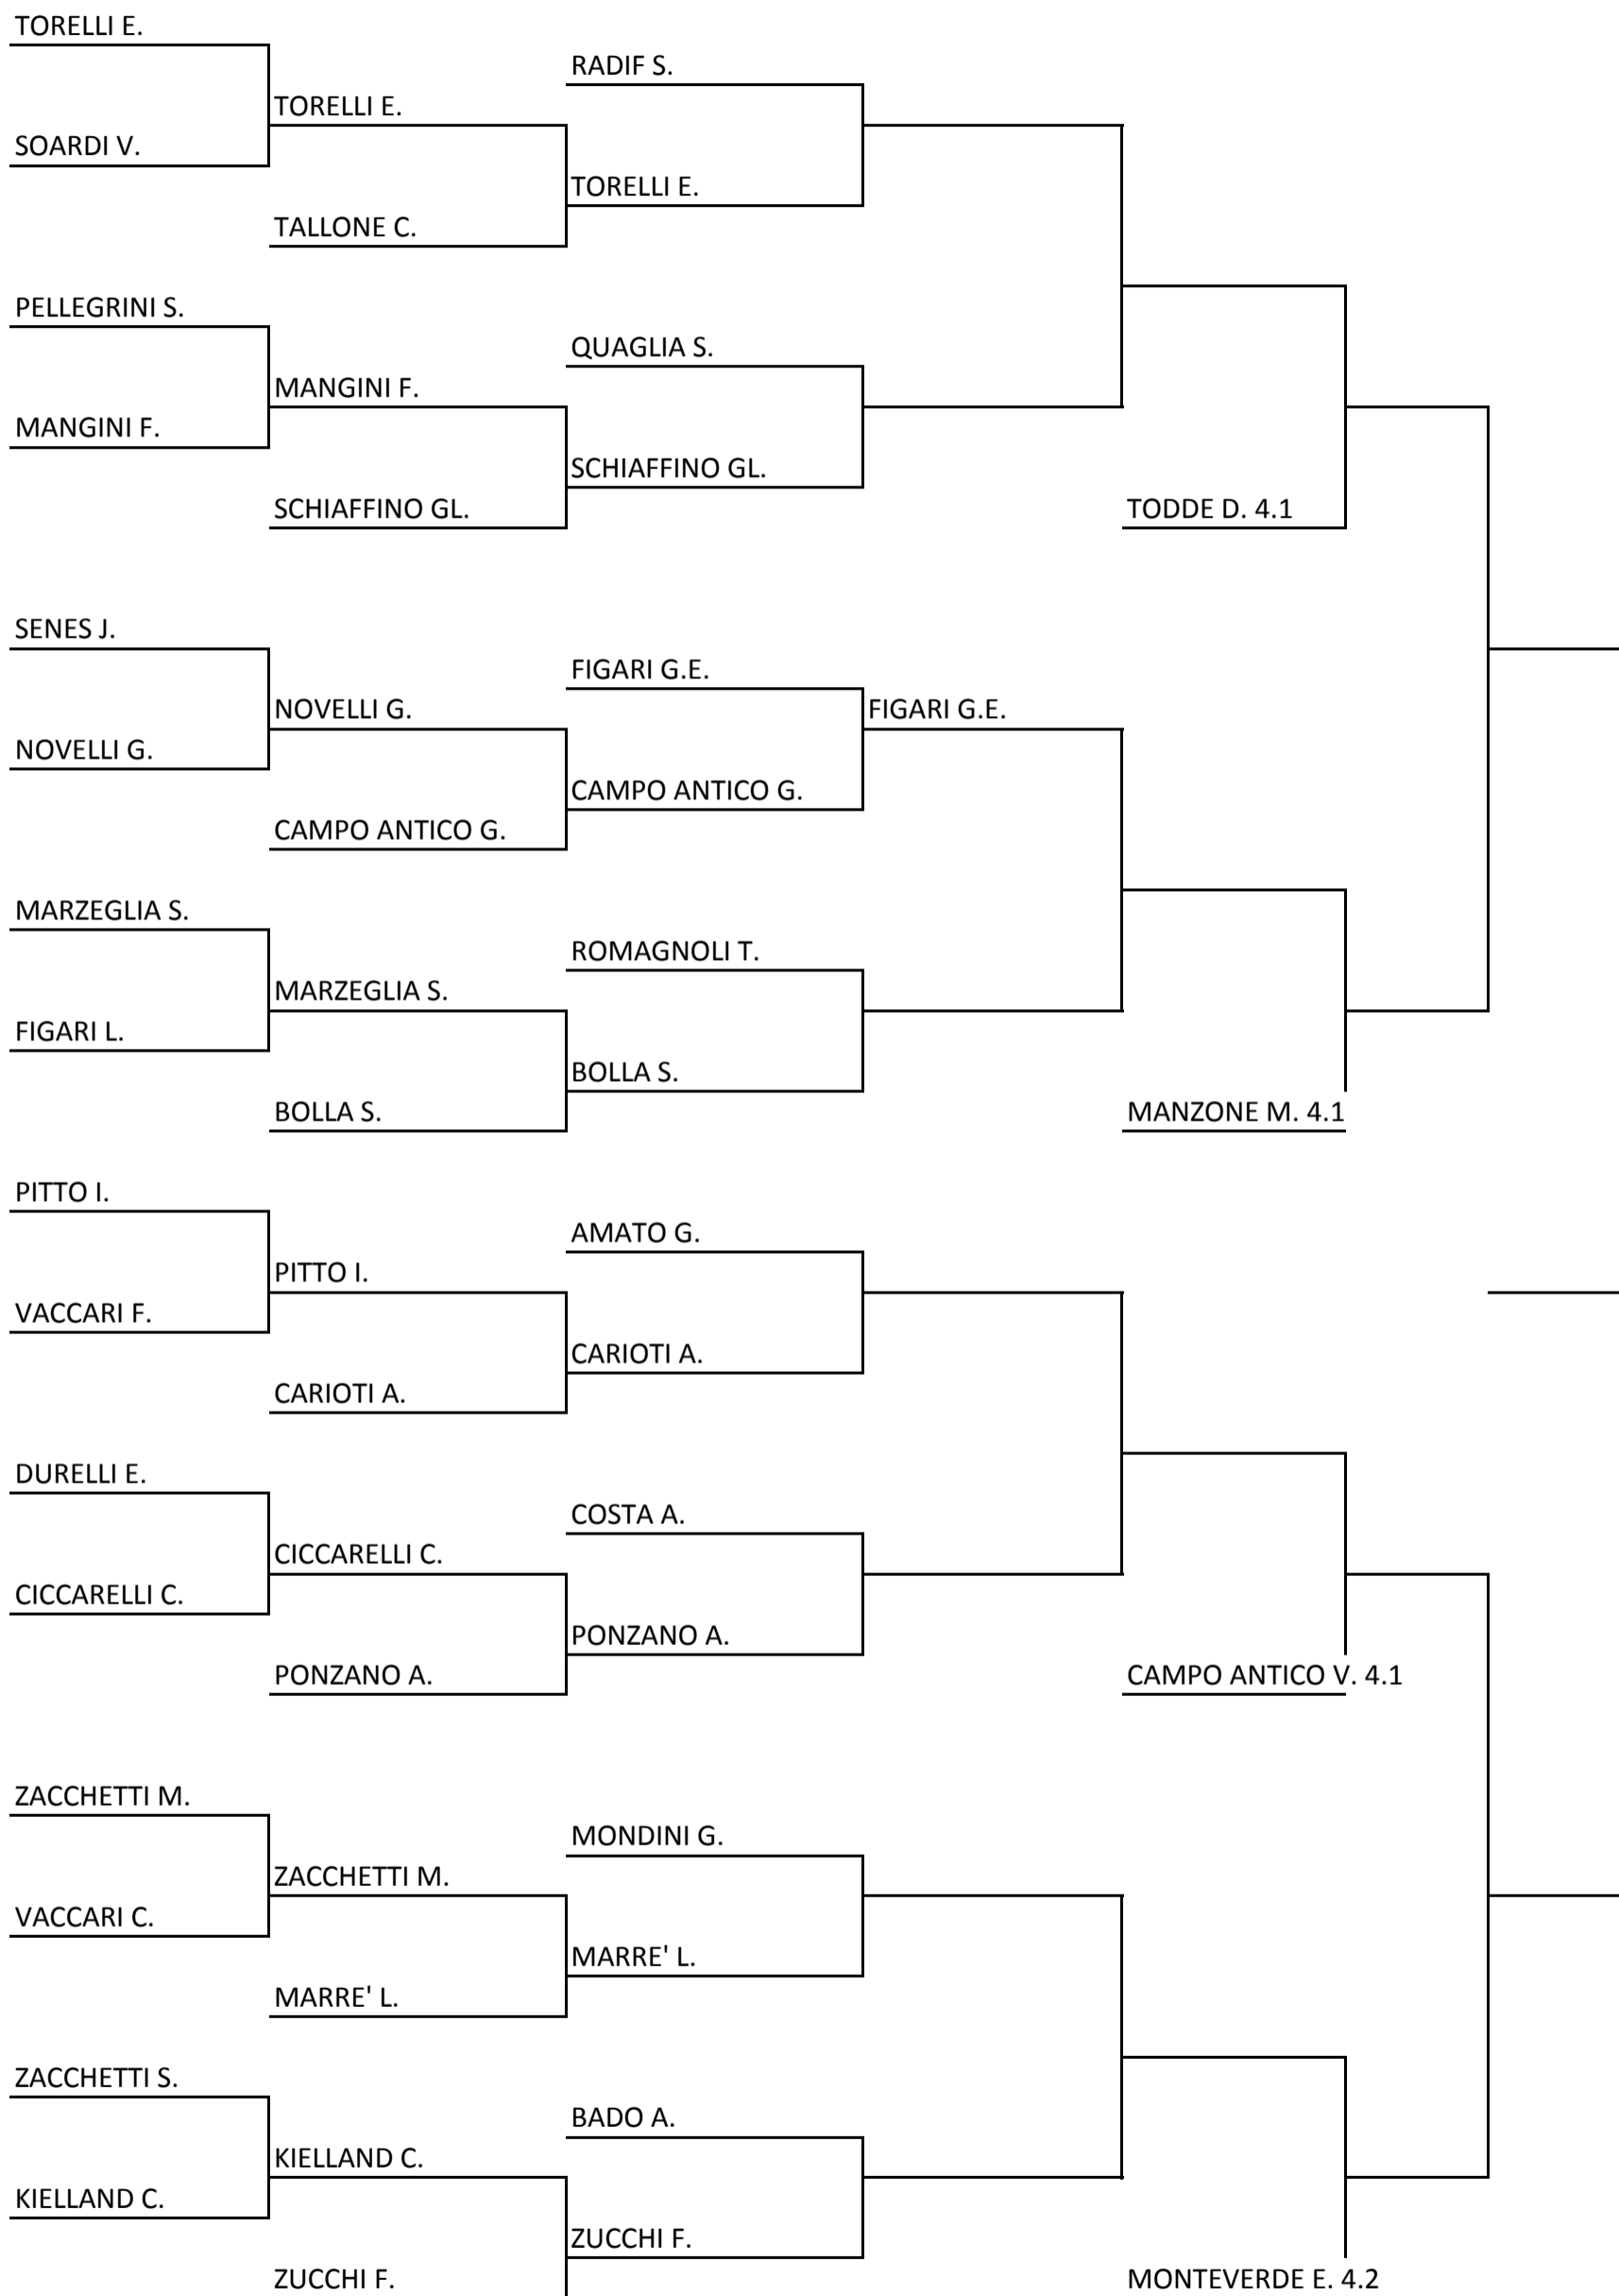 TORELLI E.
RADIF S.
TORELLI E.
SOARDI V.
TORELLI E.
TALLONE C.
PELLEGRINI S.
QUAGLIA S.
MANGINI F.
MANGINI F.
SCHIAFFINO GL.
SCHIAFFINO GL.
TODDE D. 4.1
SENES J.
FIGARI G.E.
NOVELLI G.
FIGARI G.E.
NOVELLI G.
CAMPO ANTICO G.
CAMPO ANTICO G.
MARZEGLIA S.
ROMAGNOLI T.
MARZEGLIA S.
FIGARI L.
BOLLA S.
BOLLA S.
MANZONE M. 4.1
PITTO I.
AMATO G.
PITTO I.
VACCARI F.
CARIOTI A.
CARIOTI A.
DURELLI E.
COSTA A.
CICCARELLI C.
CICCARELLI C.
PONZANO A.
PONZANO A.
CAMPO ANTICO V. 4.1
ZACCHETTI M.
MONDINI G.
ZACCHETTI M.
VACCARI C.
MARRE' L.
MARRE' L.
ZACCHETTI S.
BADO A.
KIELLAND C.
KIELLAND C.
ZUCCHI F.
ZUCCHI F.
MONTEVERDE E. 4.2